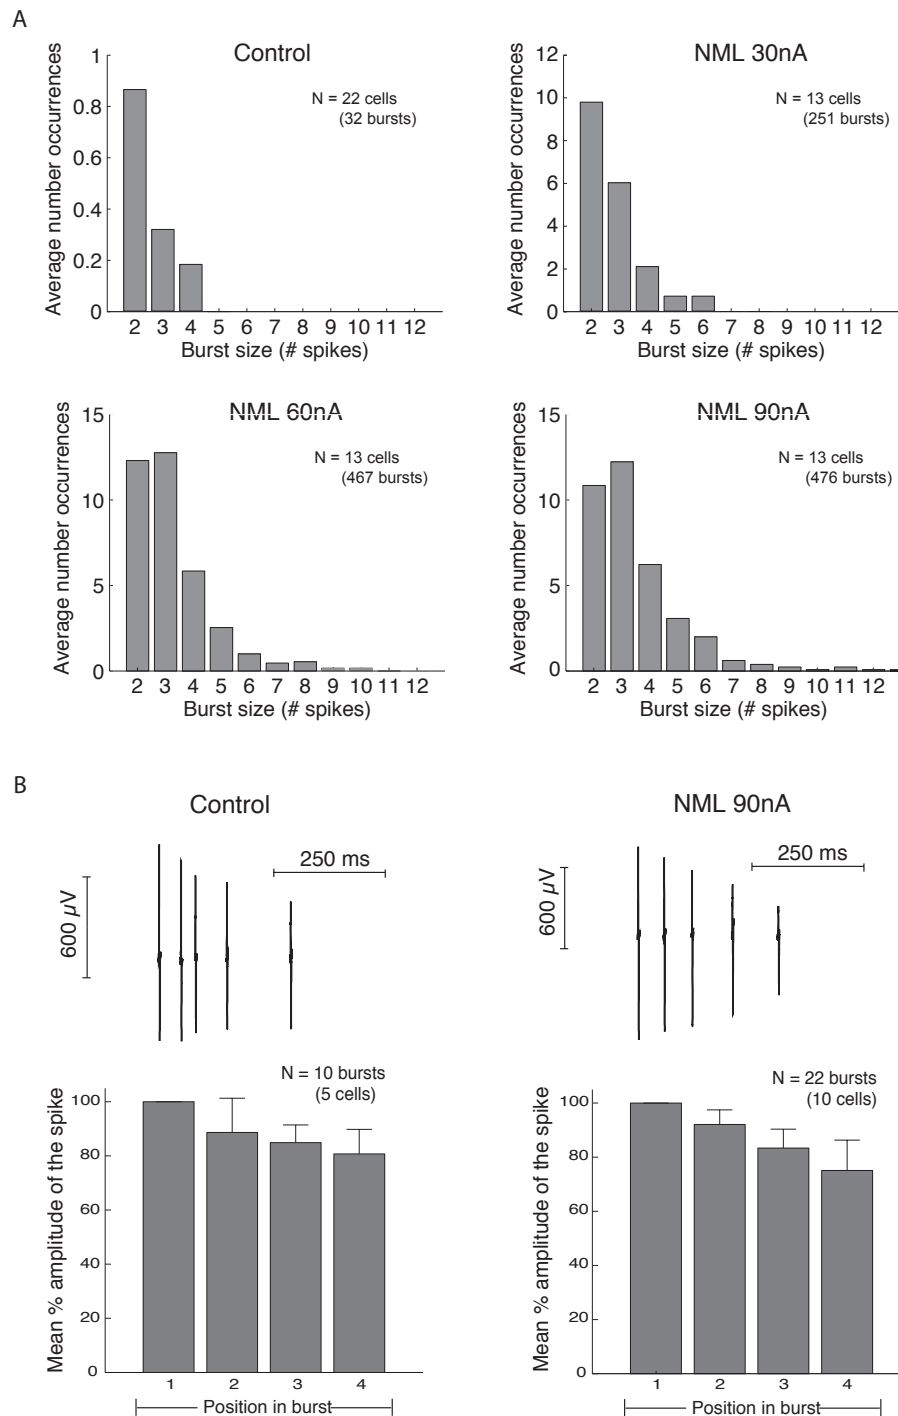 A
Control
N = 22 cells
(32 bursts)
Average number occurrences
1
0.8
0.6
0.4
0.2
0
2 3 4 5 6 7 8 9 10 11 12
Burst size (# spikes)
NML 30nA
N = 13 cells
(251 bursts)
Average number occurrences
12
10
8
6
4
2
0
2 3 4 5 6 7 8 9 10 11 12
Burst size (# spikes)
NML 60nA
N = 13 cells
(467 bursts)
Average number occurrences
15
10
5
0
2 3 4 5 6 7 8 9 10 11 12
Burst size (# spikes)
NML 90nA
N = 13 cells
(476 bursts)
Average number occurrences
15
10
5
0
2 3 4 5 6 7 8 9 10 11 12
Burst size (# spikes)
B
Control
250 ms
600 µV
N = 10 bursts
(5 cells)
Mean % amplitude of the spike
100
80
60
40
20
0
1 2 3 4
Position in burst
NML 90nA
250 ms
600 µV
N = 22 bursts
(10 cells)
Mean % amplitude of the spike
100
80
60
40
20
0
1 2 3 4
Position in burst